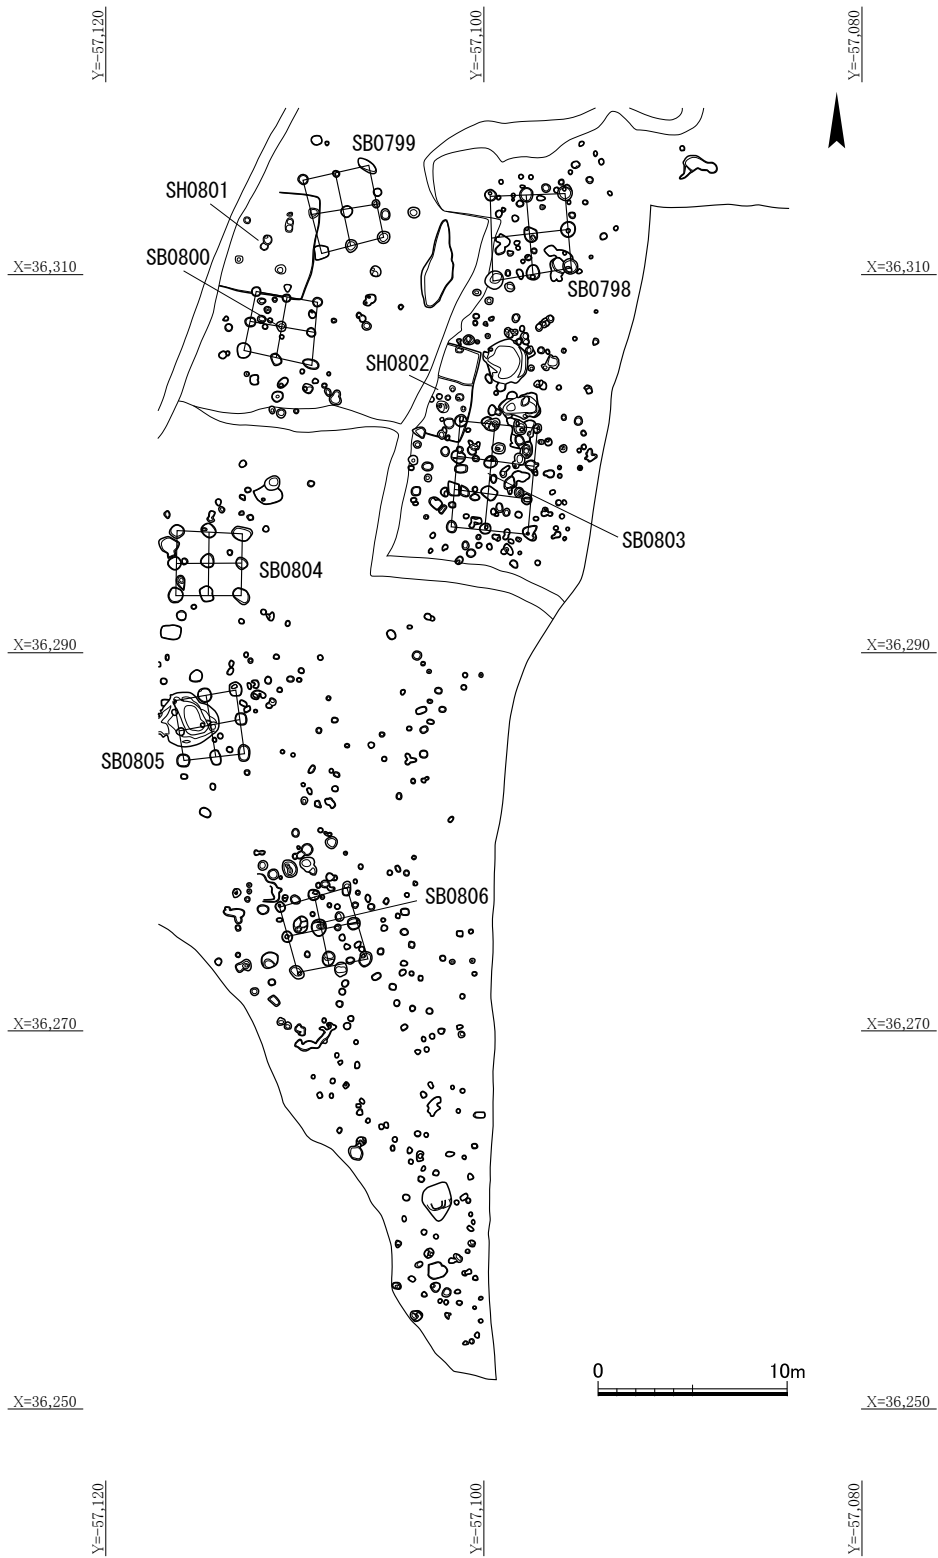 Y=-57,120
Y=-57,100
Y=-57,080
SB0799
SH0801
SB0800
X=36,310
X=36,310
SB0798
SH0802
SB0803
SB0804
X=36,290
X=36,290
SB0805
SB0806
X=36,270
X=36,270
0 10m
X=36,250
X=36,250
Y=-57,120
Y=-57,100
Y=-57,080